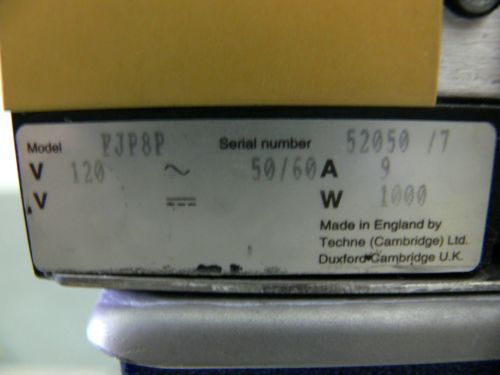 Model FJP8P Serial number 52050 /7
V 120 ~ 50/60 A 9
V ⎓ W 1000
Made in England by
Techne (Cambridge) Ltd.
Duxford Cambridge U.K.